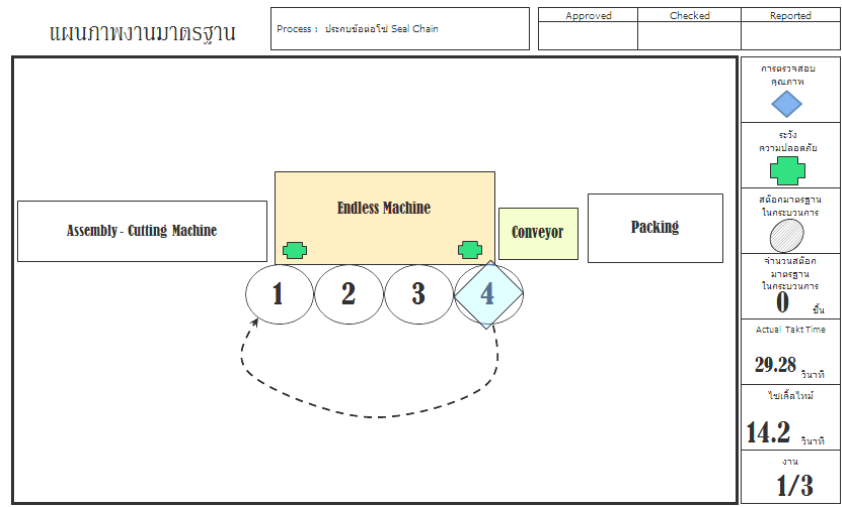 แผนภาพงานมาตรฐาน
Process : ประกบข้อต่อโซ่ Seal Chain
Approved
Checked
Reported
การตรวจสอบ
คุณภาพ
ระวัง
ความปลอดภัย
สต๊อกมาตรฐาน
ในกระบวนการ
จำนวนสต๊อค
มาตรฐาน
ในกระบวนการ
0 ชิ้น
Actual Takt Time
29.28 วินาที
ไซเคิ้ลไทม์
14.2 วินาที
งาน
1/3
Assembly - Cutting Machine
Endless Machine
Conveyor
Packing
1
2
3
4